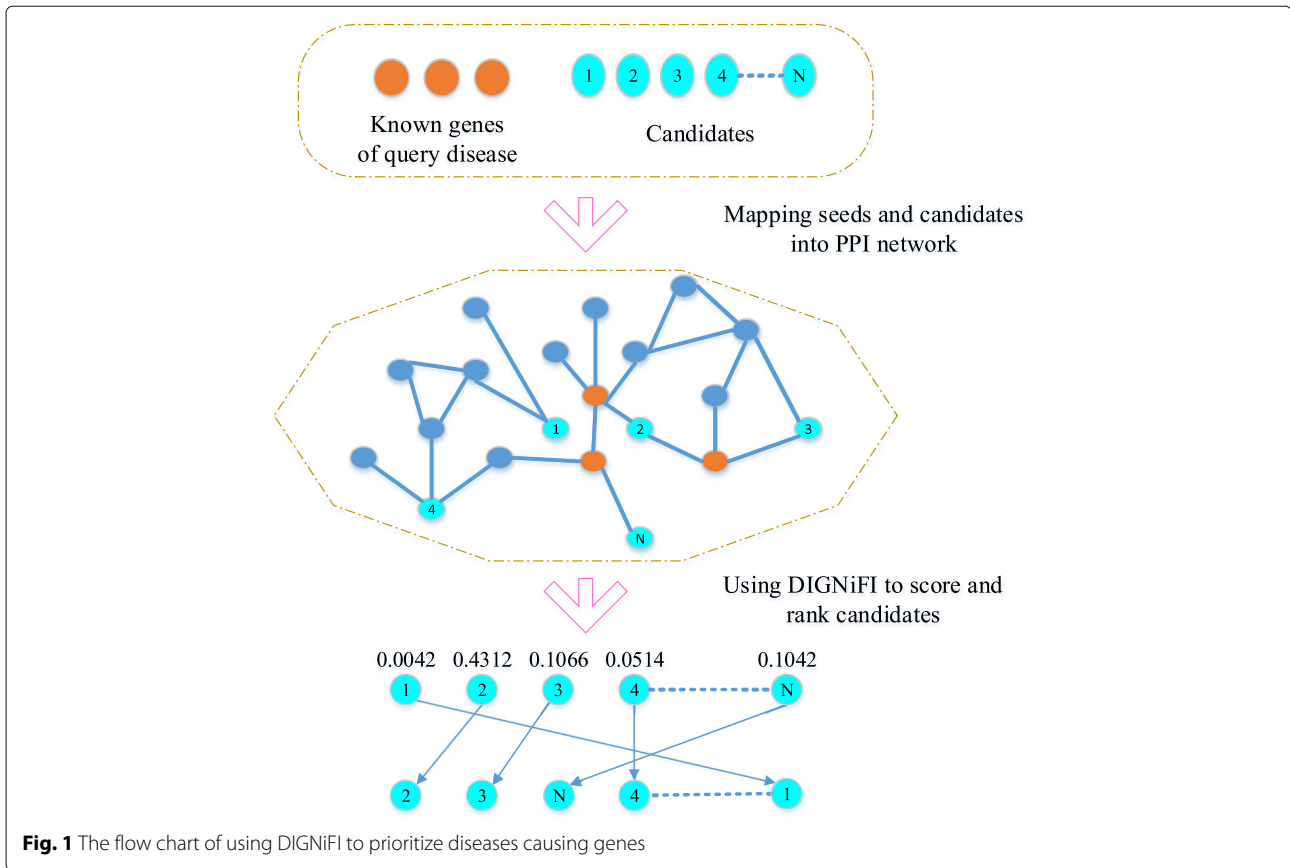 1 2 3 4 N
Known genes
of query disease
Candidates
Mapping seeds and candidates
into PPI network
1 2 3
4
N
Using DIGNiFI to score and
rank candidates
0.0042 0.4312 0.1066 0.0514 0.1042
1 2 3 4 N
2 3 N 4 1
Fig. 1 The flow chart of using DIGNiFI to prioritize diseases causing genes